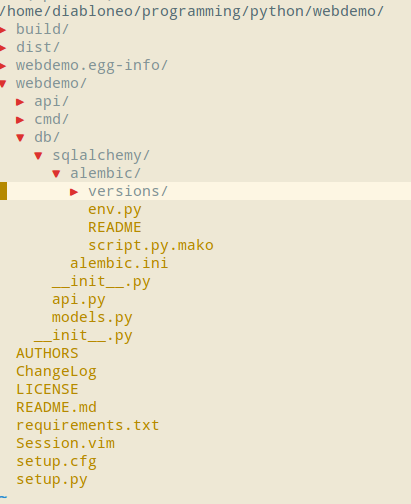 /home/diabloneo/programming/python/webdemo/
▸ build/
▸ dist/
▸ webdemo.egg-info/
▾ webdemo/
▸ api/
▸ cmd/
▾ db/
▾ sqlalchemy/
▾ alembic/
▸ versions/
env.py
README
script.py.mako
alembic.ini
__init__.py
api.py
models.py
__init__.py
AUTHORS
ChangeLog
LICENSE
README.md
requirements.txt
Session.vim
setup.cfg
setup.py
~